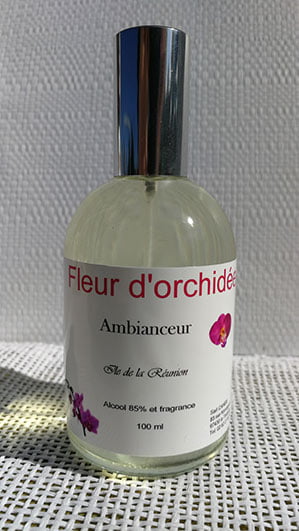 Fleur d'orchidée
Ambianceur
Ile de la Réunion
Alcool 85% et fragrance
100 ml